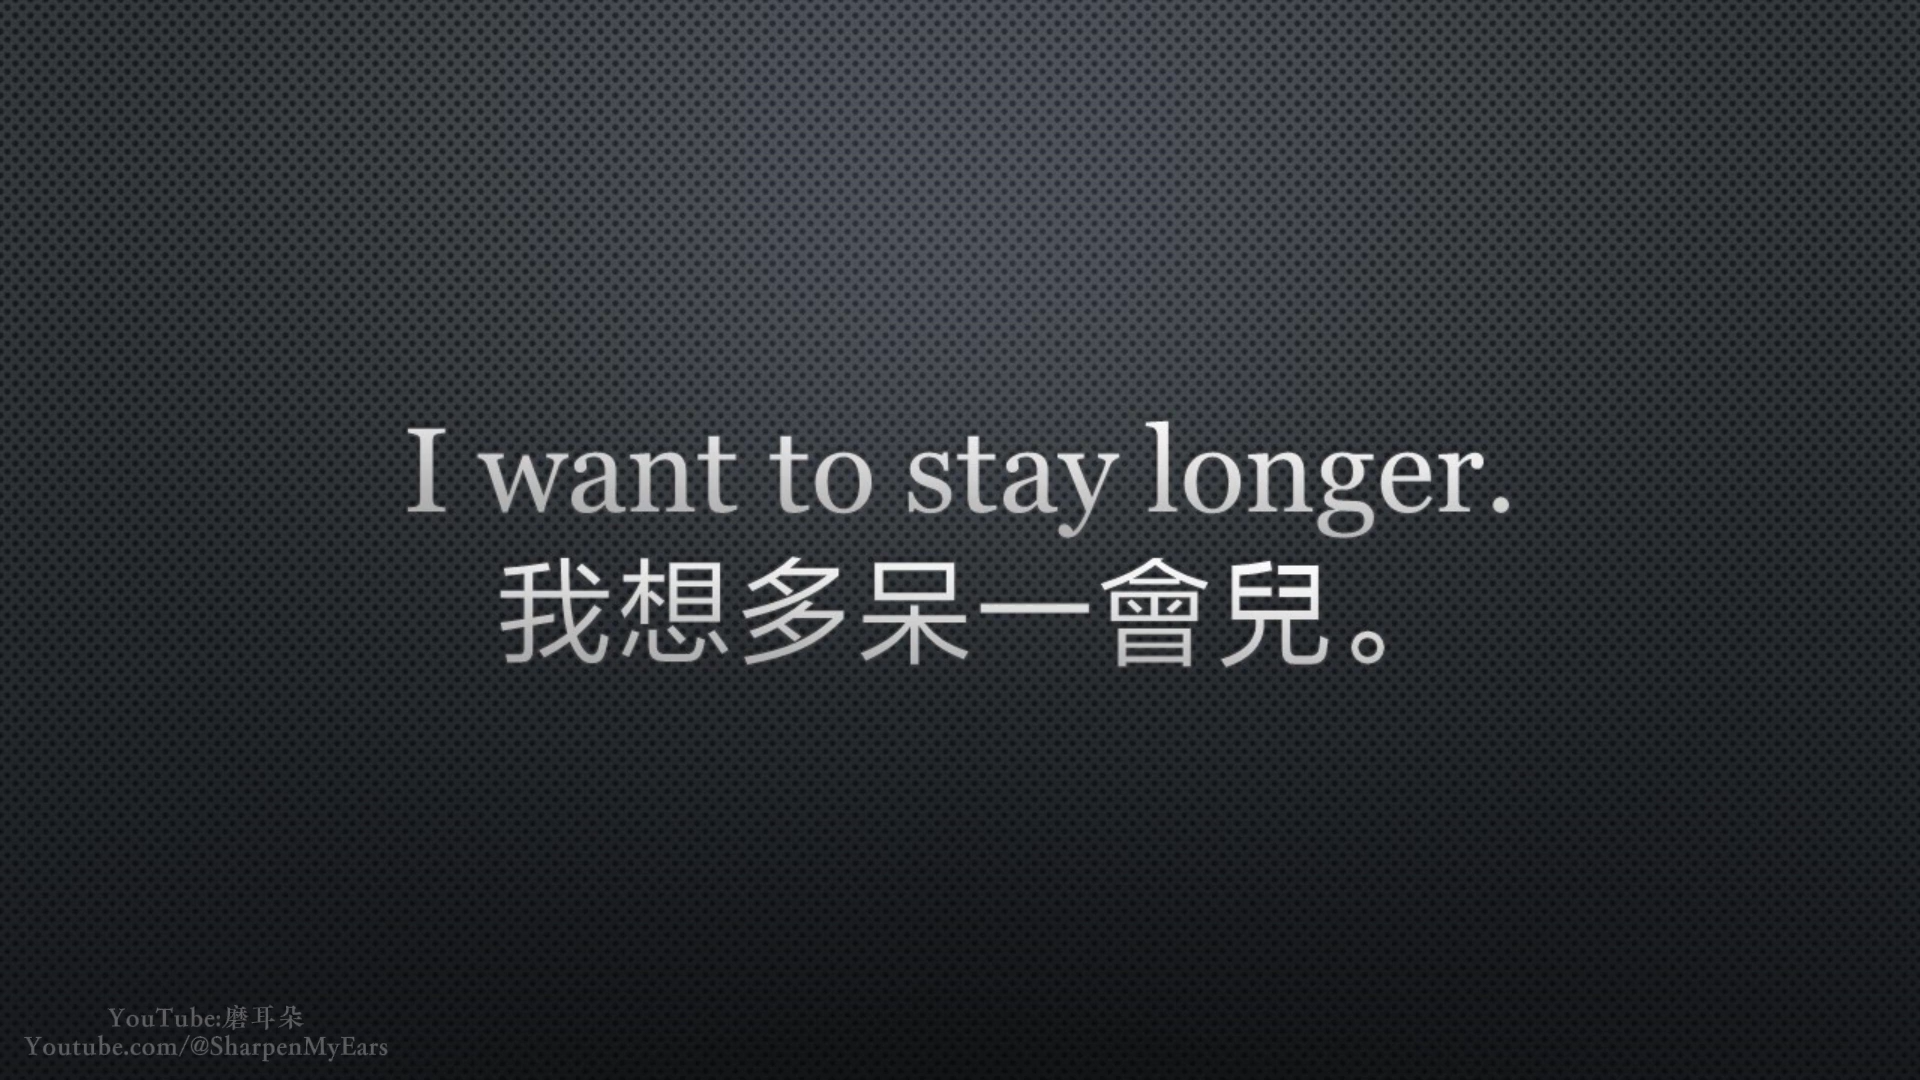 I want to stay longer.
我想多呆一會兒。
YouTube:磨耳朵
Youtube.com/@SharpenMyEars